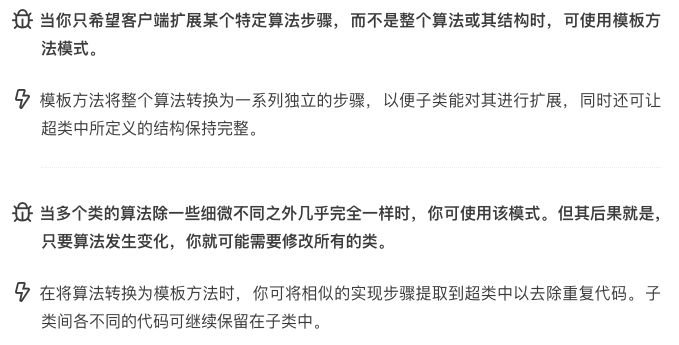 当你只希望客户端扩展某个特定算法步骤，而不是整个算法或其结构时，可使用模板方
法模式。
模板方法将整个算法转换为一系列独立的步骤，以便子类能对其进行扩展，同时还可让
超类中所定义的结构保持完整。
当多个类的算法除一些细微不同之外几乎完全一样时，你可使用该模式。但其后果就是，
只要算法发生变化，你就可能需要修改所有的类。
在将算法转换为模板方法时，你可将相似的实现步骤提取到超类中以去除重复代码。子
类间各不同的代码可继续保留在子类中。